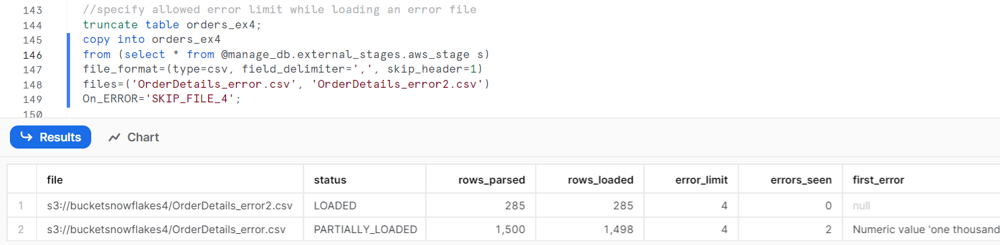 143 //specify allowed error limit while loading an error file
144 truncate table orders_ex4;
145 copy into orders_ex4
146 from (select * from @manage_db.external_stages.aws_stage s)
147 file_format=(type=csv, field_delimiter=',', skip_header=1)
148 files=('OrderDetails_error.csv', 'OrderDetails_error2.csv')
149 On_ERROR='SKIP_FILE_4';
150
Results Chart
file status rows_parsed rows_loaded error_limit errors_seen first_error
1 s3://bucketsnowflakes4/OrderDetails_error2.csv LOADED 285 285 4 0 null
2 s3://bucketsnowflakes4/OrderDetails_error.csv PARTIALLY_LOADED 1,500 1,498 4 2 Numeric value 'one thousand